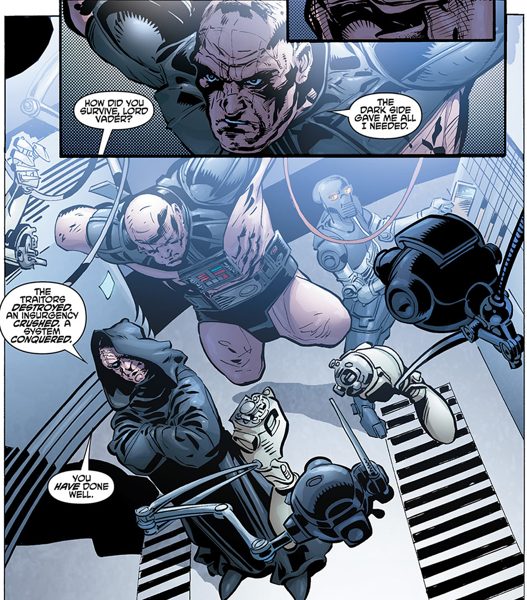 HOW DID YOU
SURVIVE, LORD
VADER?
THE
DARK SIDE
GAVE ME ALL
I NEEDED.
THE
TRAITORS
DESTROYED.
AN INSURGENCY
CRUSHED. A
SYSTEM
CONQUERED.
YOU
HAVE DONE
WELL.